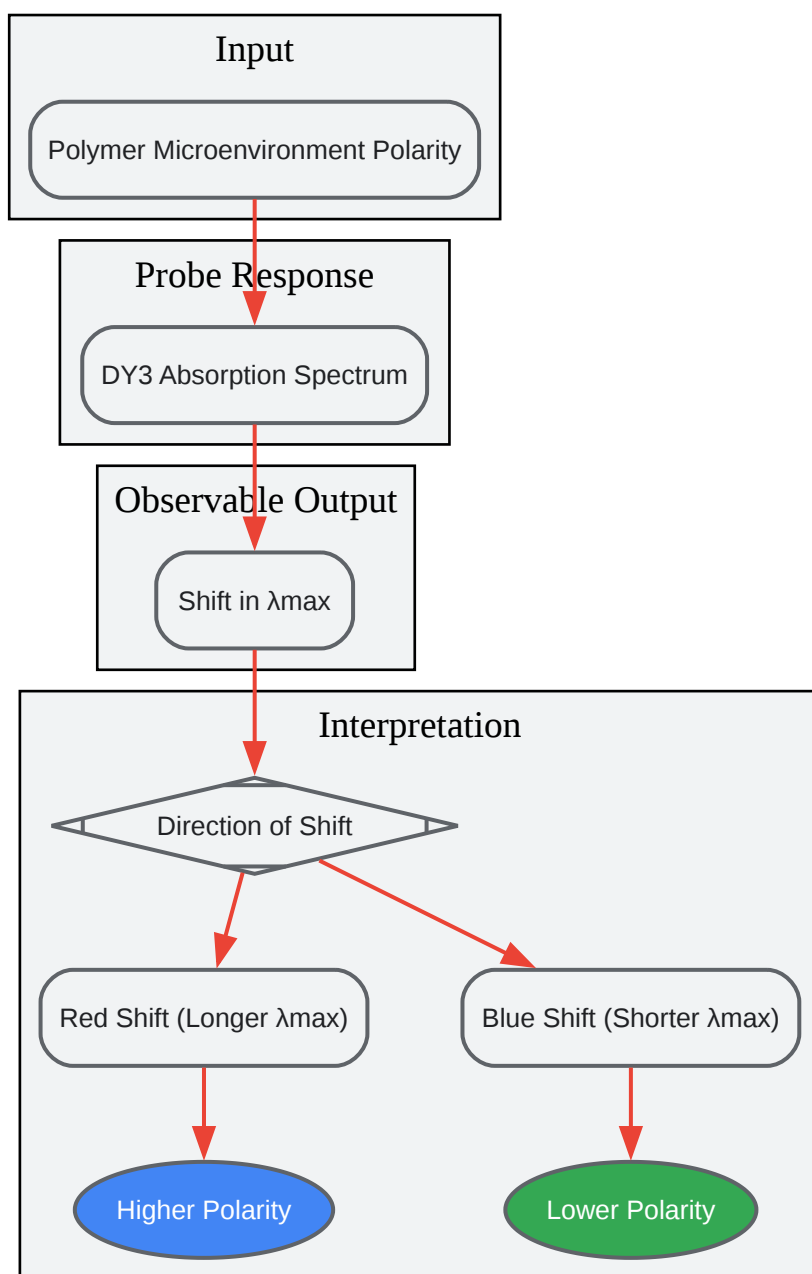 Input
Polymer Microenvironment Polarity
Probe Response
DY3 Absorption Spectrum
Observable Output
Shift in λmax
Interpretation
Direction of Shift
Red Shift (Longer λmax)
Blue Shift (Shorter λmax)
Higher Polarity
Lower Polarity